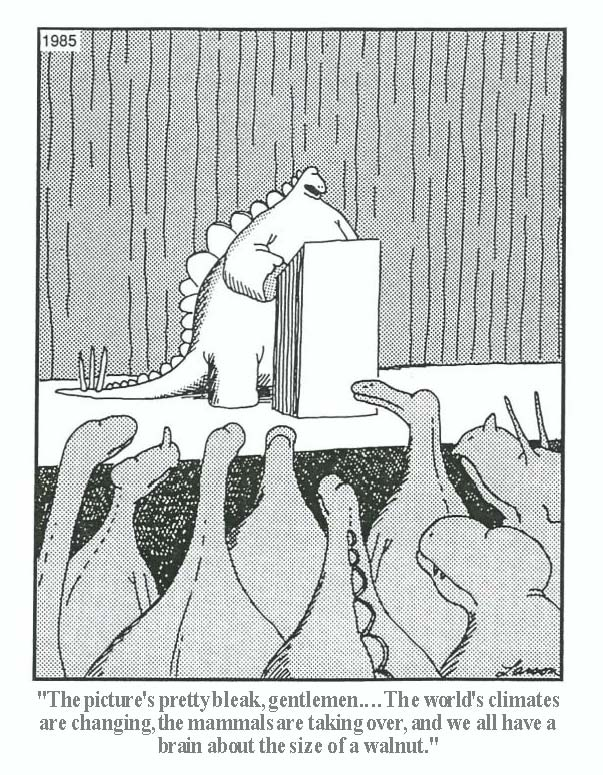 1985
Larson
"The picture's pretty bleak, gentlemen.... The world's climates
are changing, the mammals are taking over, and we all have a
brain about the size of a walnut."